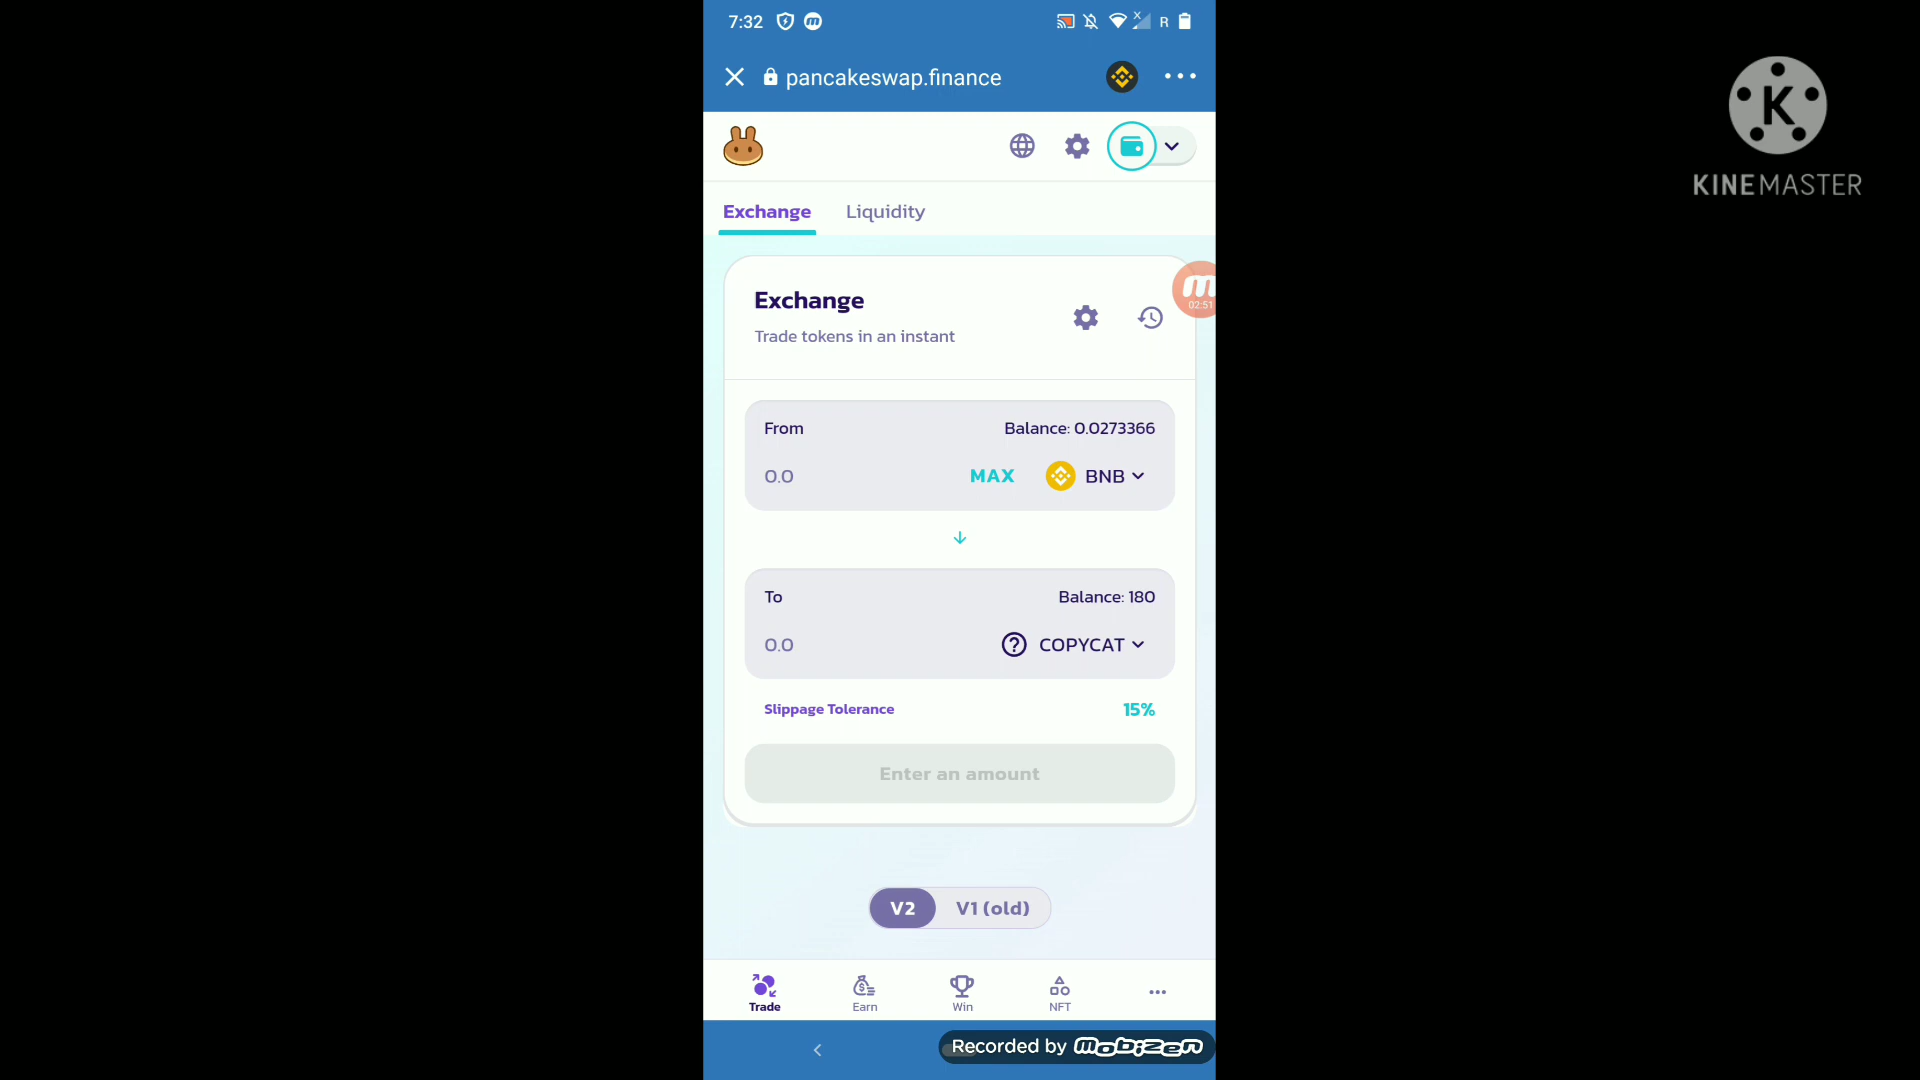 7:32
R
pancakeswap.finance
KINEMASTER
Exchange Liquidity
02:51
Exchange
Trade tokens in an instant
From Balance: 0.0273366
0.0 MAX BNB
To Balance: 180
0.0 COPYCAT
Slippage Tolerance 15%
Enter an amount
V2 V1 (old)
Trade Earn Win NFT
Recorded by mobizen